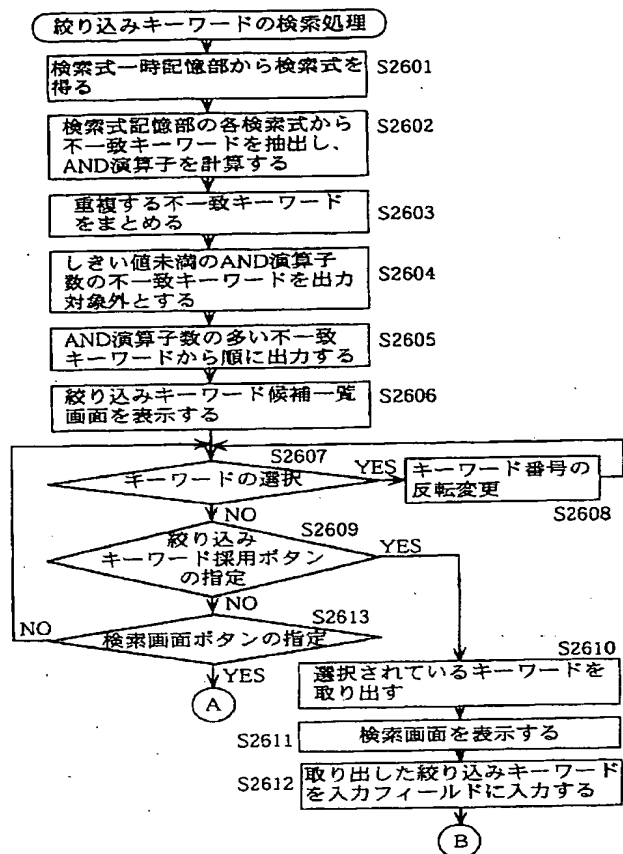 絞り込みキーワードの検索処理
検索式一時記憶部から検索式を
得る
S2601
検索式記憶部の各検索式から
不一致キーワードを抽出し、
AND演算子を計算する
S2602
重複する不一致キーワード
をまとめる
S2603
しきい値未満のAND演算子
数の不一致キーワードを出力
対象外とする
S2604
AND演算子数の多い不一致
キーワードから順に出力する
S2605
絞り込みキーワード候補一覧
画面を表示する
S2606
S2607
キーワードの選択
YES
キーワード番号の
反転変更
S2608
NO
S2609
絞り込み
キーワード採用ボタン
の指定
YES
NO
S2613
NO
検索画面ボタンの指定
YES
A
S2610
選択されているキーワードを
取り出す
S2611
検索画面を表示する
S2612
取り出した絞り込みキーワード
を入力フィールドに入力する
B